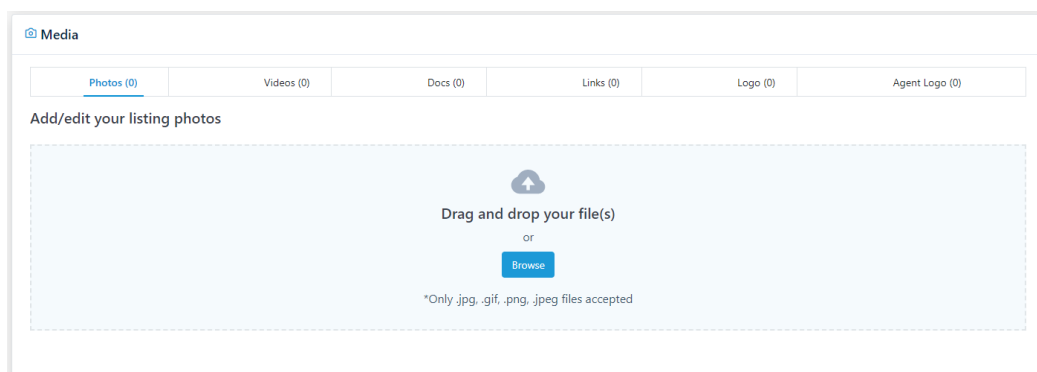 Media
Photos (0) Videos (0) Docs (0) Links (0) Logo (0) Agent Logo (0)
Add/edit your listing photos
Drag and drop your file(s)
or
Browse
*Only .jpg, .gif, .png, .jpeg files accepted